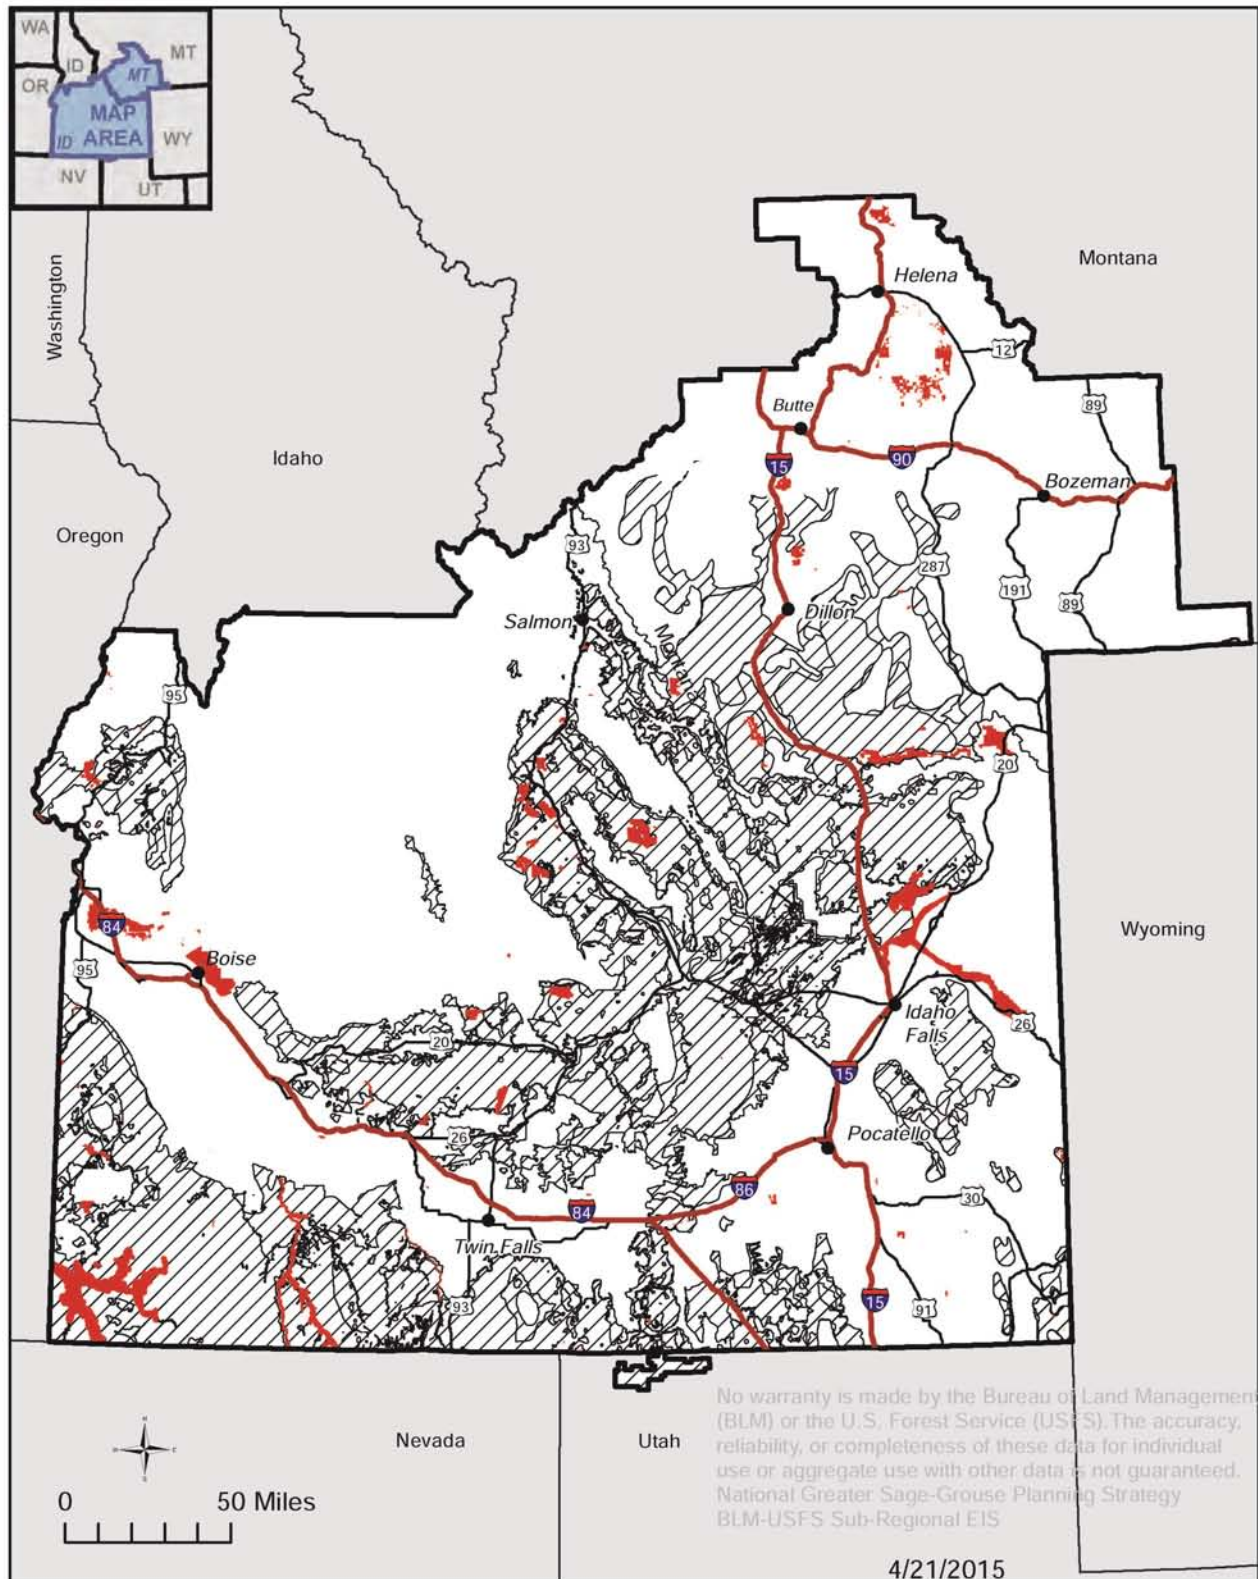 WA
MT
ID
MT
OR
MAP
ID
AREA
WY
NV
UT
Washington
Montana
Helena
12
89
Butte
Idaho
15
90
Bozeman
Oregon
93
287
191
89
Salmon
Dillon
Montana
95
20
84
Wyoming
95
Boise
Idaho
Falls
26
20
15
26
Pocatello
86
30
84
Twin Falls
93
15
91
No warranty is made by the Bureau of Land Management
(BLM) or the U.S. Forest Service (USFS). The accuracy,
reliability, or completeness of these data for individual
use or aggregate use with other data is not guaranteed.
National Greater Sage-Grouse Planning Strategy
BLM-USFS Sub-Regional EIS
Nevada
Utah
N
W
E
S
0
50 Miles
4/21/2015